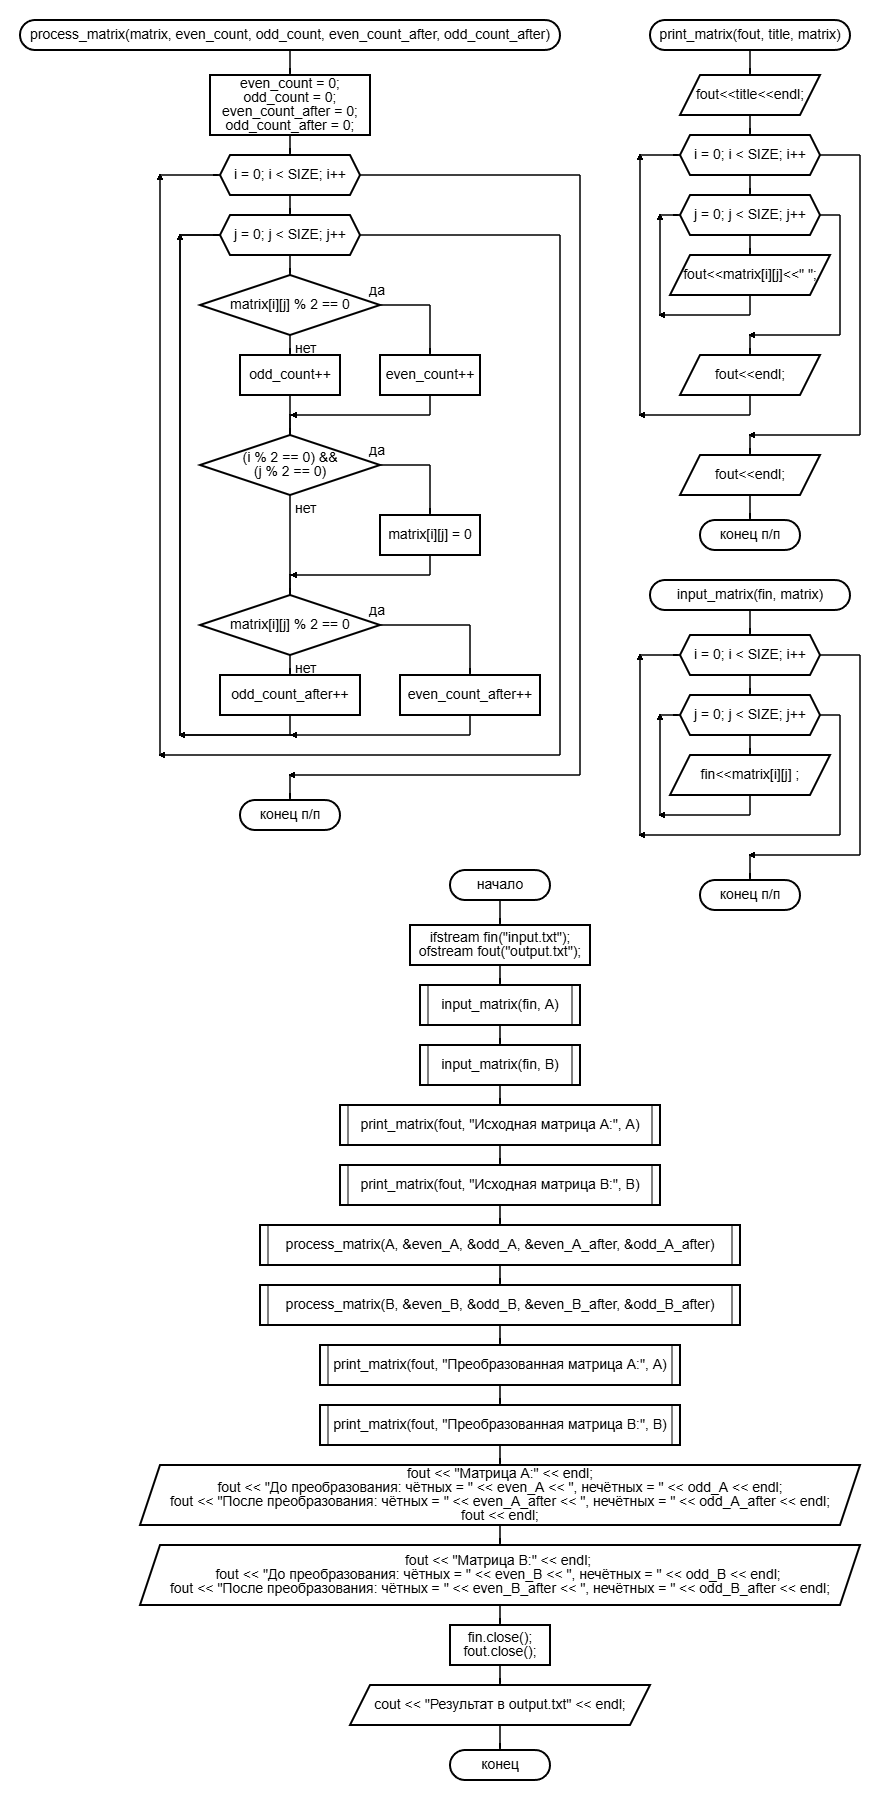 process_matrix(matrix, even_count, odd_count, even_count_after, odd_count_after)
even_count = 0;
odd_count = 0;
even_count_after = 0;
odd_count_after = 0;
i = 0; i < SIZE; i++
j = 0; j < SIZE; j++
matrix[i][j] % 2 == 0
да
нет
odd_count++
even_count++
(i % 2 == 0) &&
(j % 2 == 0)
да
нет
matrix[i][j] = 0
matrix[i][j] % 2 == 0
да
нет
odd_count_after++
even_count_after++
конец п/п
print_matrix(fout, title, matrix)
fout<<title<<endl;
i = 0; i < SIZE; i++
j = 0; j < SIZE; j++
fout<<matrix[i][j]<<" ";
fout<<endl;
fout<<endl;
конец п/п
input_matrix(fin, matrix)
i = 0; i < SIZE; i++
j = 0; j < SIZE; j++
fin<<matrix[i][j] ;
конец п/п
начало
ifstream fin("input.txt");
ofstream fout("output.txt");
input_matrix(fin, A)
input_matrix(fin, B)
print_matrix(fout, "Исходная матрица A:", A)
print_matrix(fout, "Исходная матрица B:", B)
process_matrix(A, &even_A, &odd_A, &even_A_after, &odd_A_after)
process_matrix(B, &even_B, &odd_B, &even_B_after, &odd_B_after)
print_matrix(fout, "Преобразованная матрица A:", A)
print_matrix(fout, "Преобразованная матрица B:", B)
fout << "Матрица A:" << endl;
fout << "До преобразования: чётных = " << even_A << ", нечётных = " << odd_A << endl;
fout << "После преобразования: чётных = " << even_A_after << ", нечётных = " << odd_A_after << endl;
fout << endl;
fout << "Матрица B:" << endl;
fout << "До преобразования: чётных = " << even_B << ", нечётных = " << odd_B << endl;
fout << "После преобразования: чётных = " << even_B_after << ", нечётных = " << odd_B_after << endl;
fin.close();
fout.close();
cout << "Результат в output.txt" << endl;
конец